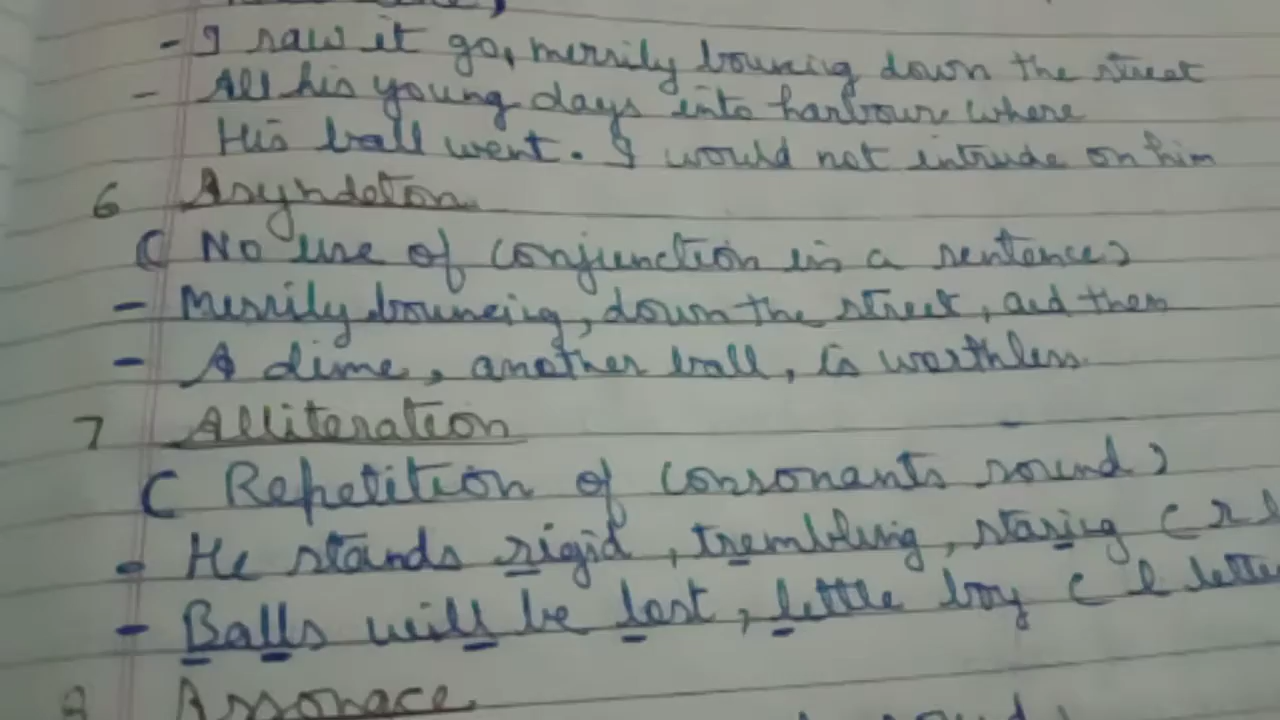 - I saw it go, merrily bouncing down the street
- All his young days into harbour where
His ball went. I would not intrude on him
6 Asyndeton
( No use of conjunction in a sentence)
- Merrily bouncing, down the street, and then
- A dime, another ball, is worthless
7 Alliteration
( Repetition of consonants sound)
- He stands rigid, trembling, staring ( r
- Balls will be lost, little boy ( l
8 Assonace